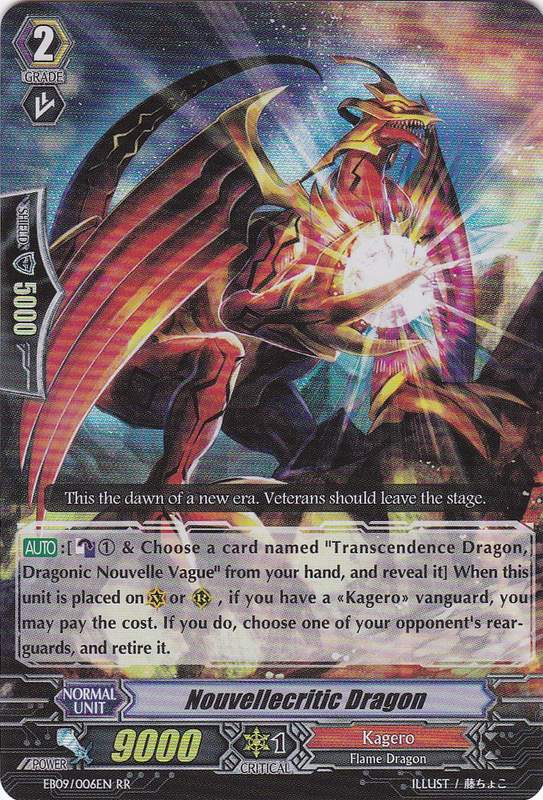 2
GRADE
SHIELD
5000
This the dawn of a new era. Veterans should leave the stage.
AUTO:[① & Choose a card named "Transcendence Dragon,
Dragonic Nouvelle Vague" from your hand, and reveal it] When this
unit is placed on or , if you have a «Kagero» vanguard, you
may pay the cost. If you do, choose one of your opponent's rear-
guards, and retire it.
NORMAL
UNIT
Nouvellecritic Dragon
POWER
9000
1
CRITICAL
Kagero
Flame Dragon
EB09/006EN RR
ILLUST / 藤ちょこ